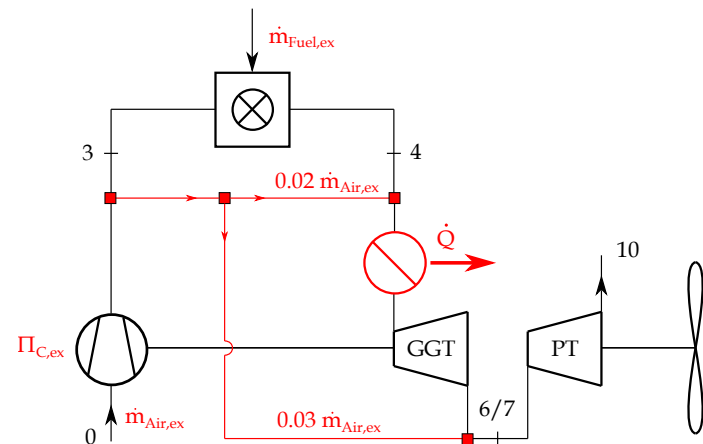 ṁFuel,ex
3
4
0.02 ṁAir,ex
Q̇
10
ΠC,ex
GGT
PT
6/7
ṁAir,ex
0.03 ṁAir,ex
0